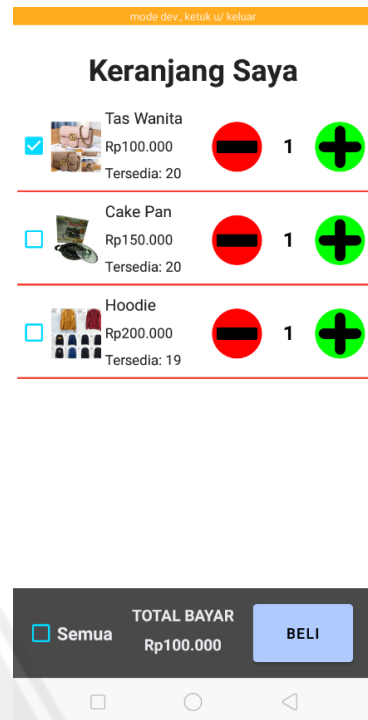 mode dev., ketuk u/ keluar
Keranjang Saya
Tas Wanita
Rp100.000
Tersedia: 20
1
Cake Pan
Rp150.000
Tersedia: 20
1
Hoodie
Rp200.000
Tersedia: 19
1
Semua
TOTAL BAYAR
Rp100.000
BELI